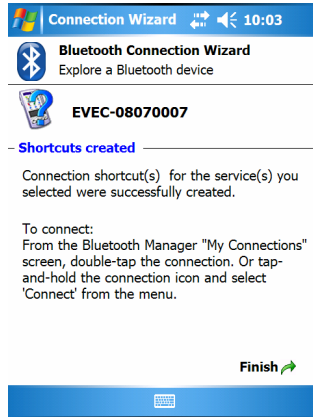 Connection Wizard 10:03
Bluetooth Connection Wizard
Explore a Bluetooth device
EVEC-08070007
Shortcuts created
Connection shortcut(s) for the service(s) you
selected were successfully created.
To connect:
From the Bluetooth Manager "My Connections"
screen, double-tap the connection. Or tap-
and-hold the connection icon and select
'Connect' from the menu.
Finish